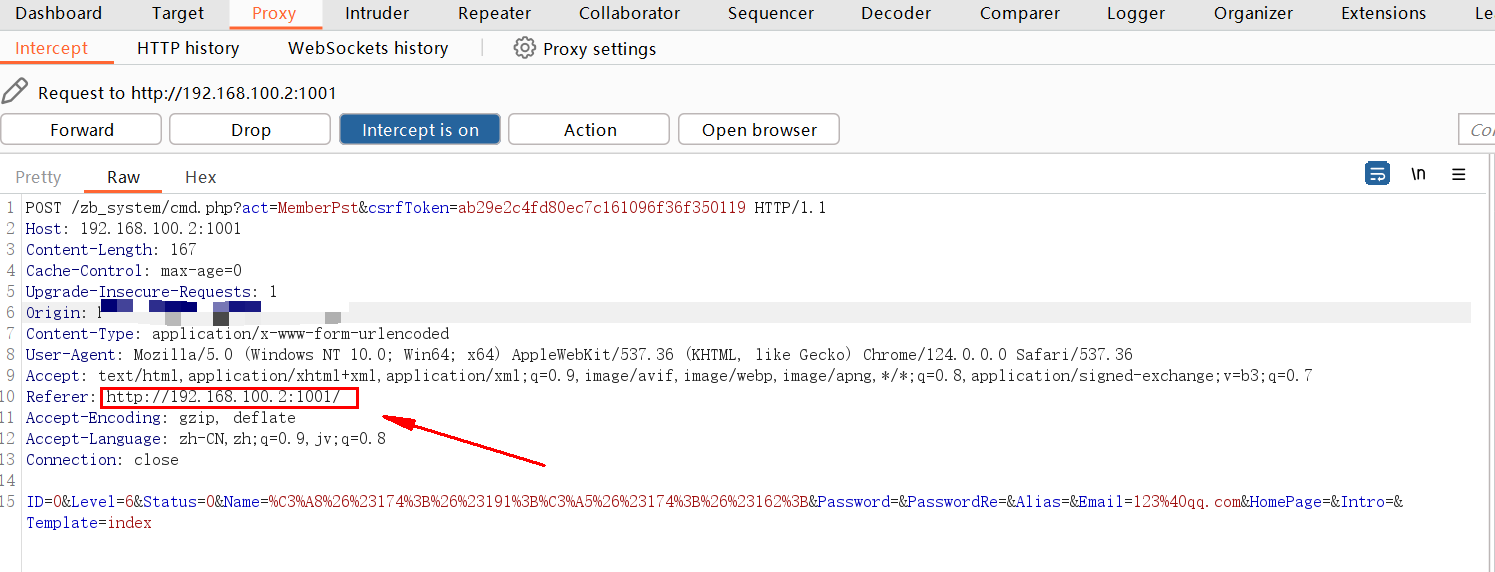 Dashboard Target Proxy Intruder Repeater Collaborator Sequencer Decoder Comparer Logger Organizer Extensions
Intercept HTTP history WebSockets history Proxy settings
Request to http://192.168.100.2:1001
Forward Drop Intercept is on Action Open browser
Pretty Raw Hex \n
1 POST /zb_system/cmd.php?act=MemberPst&csrfToken=ab29e2c4fd80ec7c161096f36f350119 HTTP/1.1
2 Host: 192.168.100.2:1001
3 Content-Length: 167
4 Cache-Control: max-age=0
5 Upgrade-Insecure-Requests: 1
6 Origin:
7 Content-Type: application/x-www-form-urlencoded
8 User-Agent: Mozilla/5.0 (Windows NT 10.0; Win64; x64) AppleWebKit/537.36 (KHTML, like Gecko) Chrome/124.0.0.0 Safari/537.36
9 Accept: text/html,application/xhtml+xml,application/xml;q=0.9,image/avif,image/webp,image/apng,*/*;q=0.8,application/signed-exchange;v=b3;q=0.7
10 Referer: http://192.168.100.2:1001/
11 Accept-Encoding: gzip, deflate
12 Accept-Language: zh-CN,zh;q=0.9,jv;q=0.8
13 Connection: close
14
15 ID=0&Level=6&Status=0&Name=%C3%A8%26%23174%3B%26%23191%3B%C3%A5%26%23174%3B%26%23162%3B&Password=&PasswordRe=&Alias=&Email=123%40qq.com&HomePage=&Intro=&
Template=index